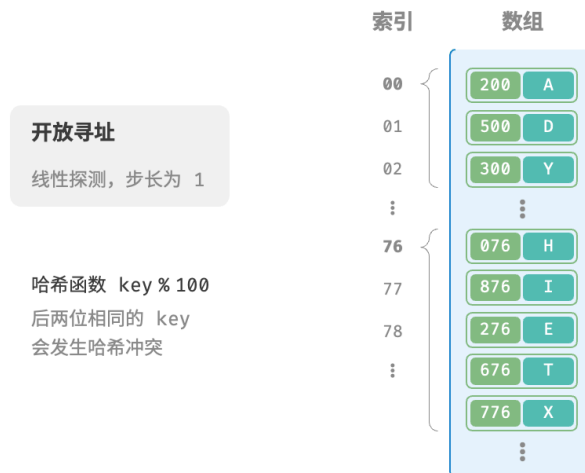 索引 数组
00 200 A
开放寻址
01 500 D
线性探测，步长为 1
02 300 Y
⋮ ⋮ 
76 076 H
哈希函数 key % 100
77 876 I
后两位相同的 key
78 276 E
会发生哈希冲突
⋮ 676 T
776 X
⋮